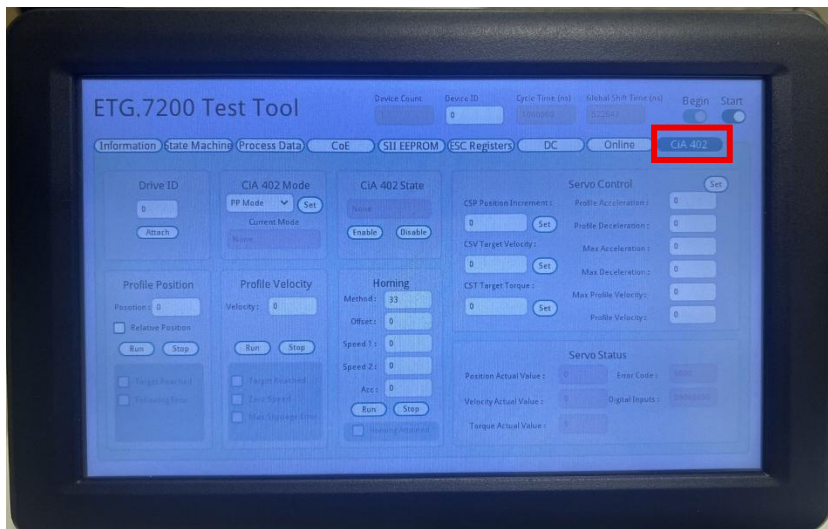 ETG.7200 Test Tool
Device Count
Device ID
0
Cycle Time (ns)
1000000
Global Shift Time (ns)
Begin
Start
Information
State Machine
Process Data
CoE
SII EEPROM
ESC Registers
DC
Online
CiA 402
Drive ID
0
Attach
CiA 402 Mode
PP Mode
Set
Current Mode
None
CiA 402 State
None
Enable
Disable
Servo Control
Set
CSP Position Increment :
0
Set
CSV Target Velocity :
0
Set
CST Target Torque :
0
Set
Profile Acceleration :
0
Profile Deceleration :
0
Max Acceleration :
0
Max Deceleration :
0
Max Profile Velocity :
0
Profile Velocity :
0
Profile Position
Position : 0
Relative Position
Run
Stop
Target Reached
Following Error
Profile Velocity
Velocity : 0
Run
Stop
Target Reached
Zero Speed
Max Slippage Error
Homing
Method : 33
Offset : 0
Speed 1 : 0
Speed 2 : 0
Acc : 0
Run
Stop
Homing Attained
Servo Status
Position Actual Value : 0
Error Code : 0000
Velocity Actual Value : 0
Digital Inputs :
Torque Actual Value : 0